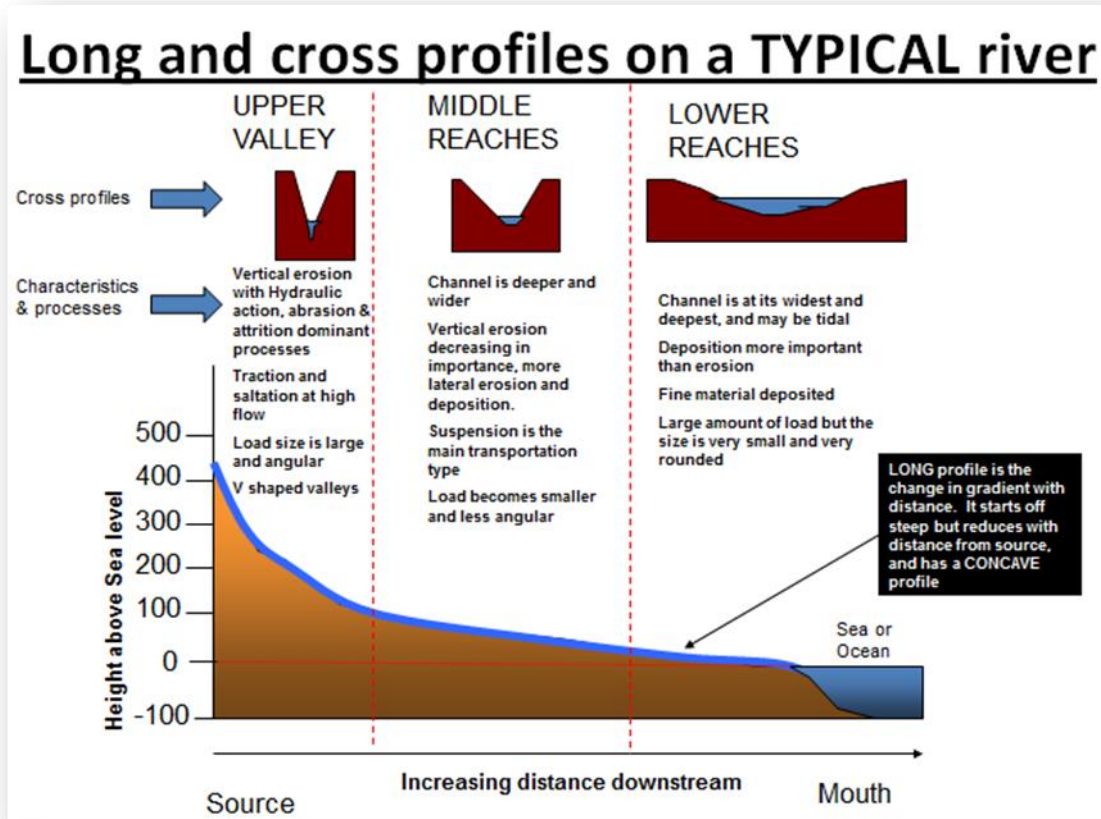 Long and cross profiles on a TYPICAL river
UPPER
VALLEY
MIDDLE
REACHES
LOWER
REACHES
Cross profiles
Characteristics
& processes
Vertical erosion
with Hydraulic
action, abrasion &
attrition dominant
processes
Traction and
saltation at high
flow
Load size is large
and angular
V shaped valleys
Channel is deeper and
wider
Vertical erosion
decreasing in
importance, more
lateral erosion and
deposition.
Suspension is the
main transportation
type
Load becomes smaller
and less angular
Channel is at its widest and
deepest, and may be tidal
Deposition more important
than erosion
Fine material deposited
Large amount of load but the
size is very small and very
rounded
LONG profile is the
change in gradient with
distance. It starts off
steep but reduces with
distance from source,
and has a CONCAVE
profile
Sea or
Ocean
Height above Sea level
500
400
300
200
100
0
-100
Increasing distance downstream
Source
Mouth